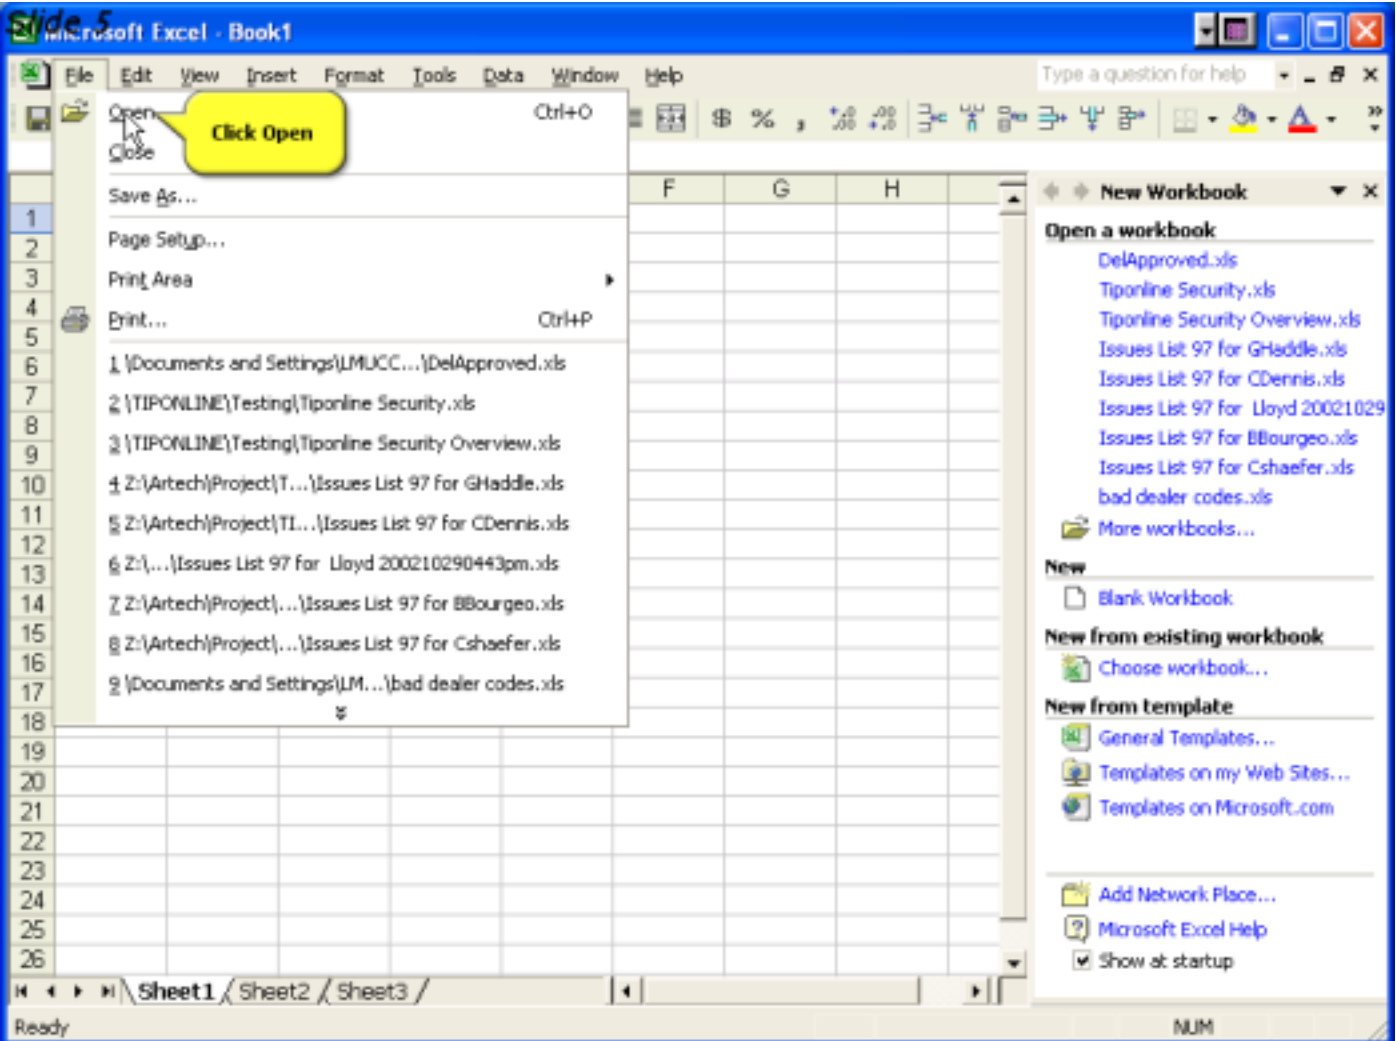 Slide 5
Microsoft Excel - Book1
File Edit View Insert Format Tools Data Window Help
Type a question for help
Open... Ctrl+O
Click Open
Close
Save As...
Page Setup...
Print Area
Print... Ctrl+P
1 \Documents and Settings\LMUCC...\DelApproved.xls
2 \TIPONLINE\Testing\Tiponline Security.xls
3 \TIPONLINE\Testing\Tiponline Security Overview.xls
4 Z:\Artech\Project\T...\Issues List 97 for GHaddle.xls
5 Z:\Artech\Project\TI...\Issues List 97 for CDennis.xls
6 Z:\...\Issues List 97 for Lloyd 200210290443pm.xls
7 Z:\Artech\Project\...\Issues List 97 for BBourgeo.xls
8 Z:\Artech\Project\...\Issues List 97 for Cshaefer.xls
9 \Documents and Settings\LM...\bad dealer codes.xls
$ % ,
F G H
1
2
3
4
5
6
7
8
9
10
11
12
13
14
15
16
17
18
19
20
21
22
23
24
25
26
New Workbook
Open a workbook
DelApproved.xls
Tiponline Security.xls
Tiponline Security Overview.xls
Issues List 97 for GHaddle.xls
Issues List 97 for CDennis.xls
Issues List 97 for Lloyd 20021029
Issues List 97 for BBourgeo.xls
Issues List 97 for Cshaefer.xls
bad dealer codes.xls
More workbooks...
New
Blank Workbook
New from existing workbook
Choose workbook...
New from template
General Templates...
Templates on my Web Sites...
Templates on Microsoft.com
Add Network Place...
Microsoft Excel Help
Show at startup
Sheet1 Sheet2 Sheet3
Ready
NUM